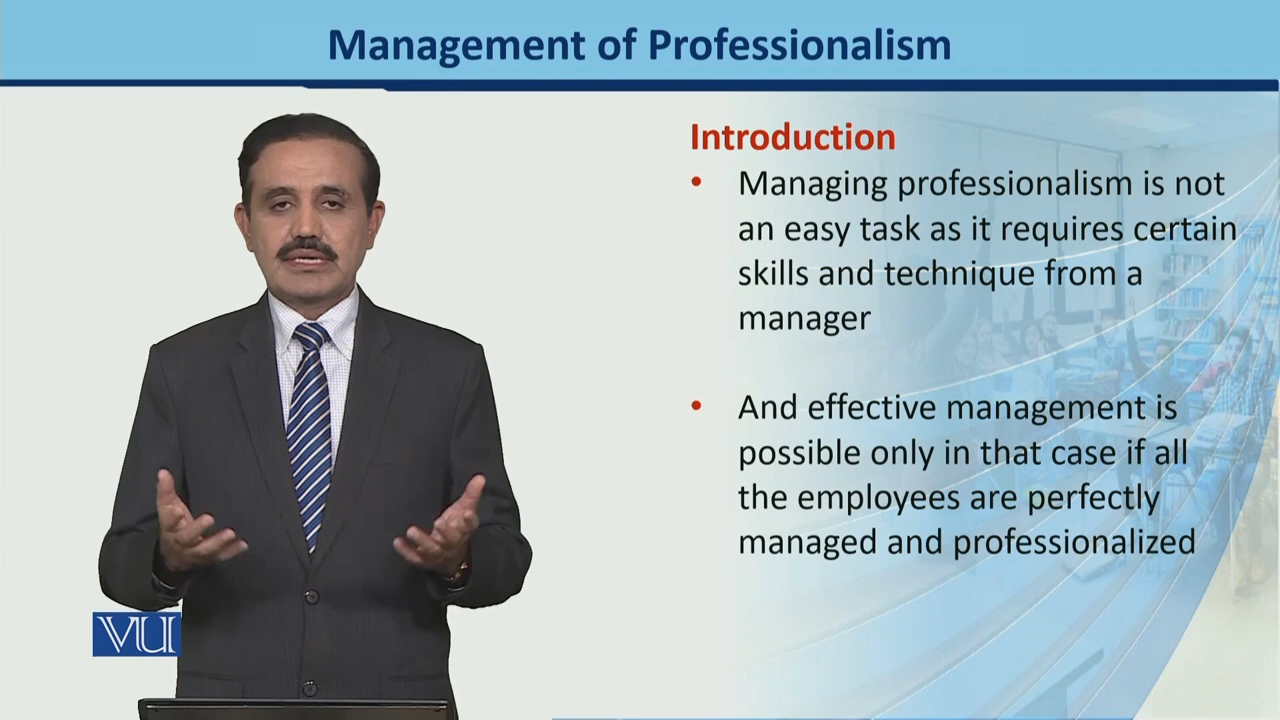 Management of Professionalism
Introduction
• Managing professionalism is not
an easy task as it requires certain
skills and technique from a
manager
• And effective management is
possible only in that case if all
the employees are perfectly
managed and professionalized
VU